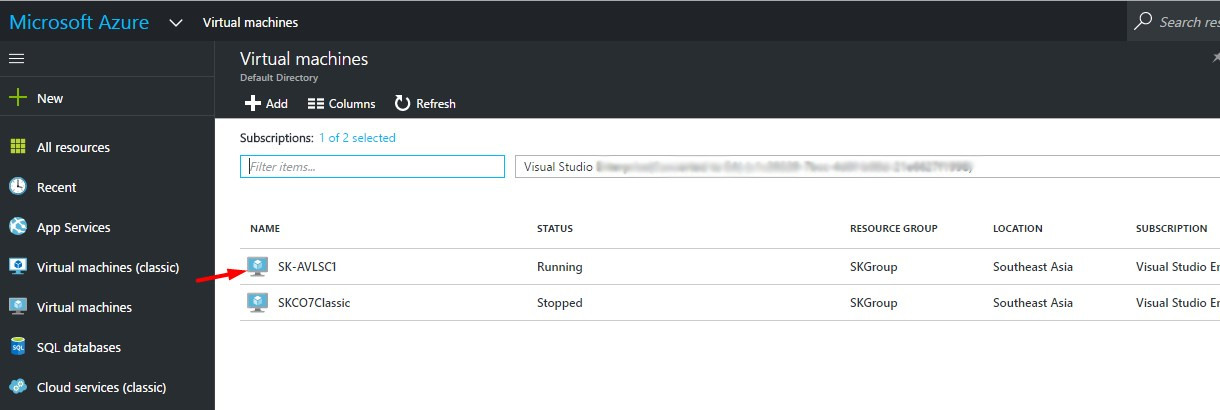 Microsoft Azure Virtual machines Search res
Virtual machines
Default Directory
New
Add Columns Refresh
All resources
Recent
App Services
Virtual machines (classic)
Virtual machines
SQL databases
SQL
Cloud services (classic)
Subscriptions: 1 of 2 selected
Filter items...
Visual Studio
NAME STATUS RESOURCE GROUP LOCATION SUBSCRIPTION
SK-AVLSC1 Running SKGroup Southeast Asia Visual Studio En
SKCO7Classic Stopped SKGroup Southeast Asia Visual Studio En